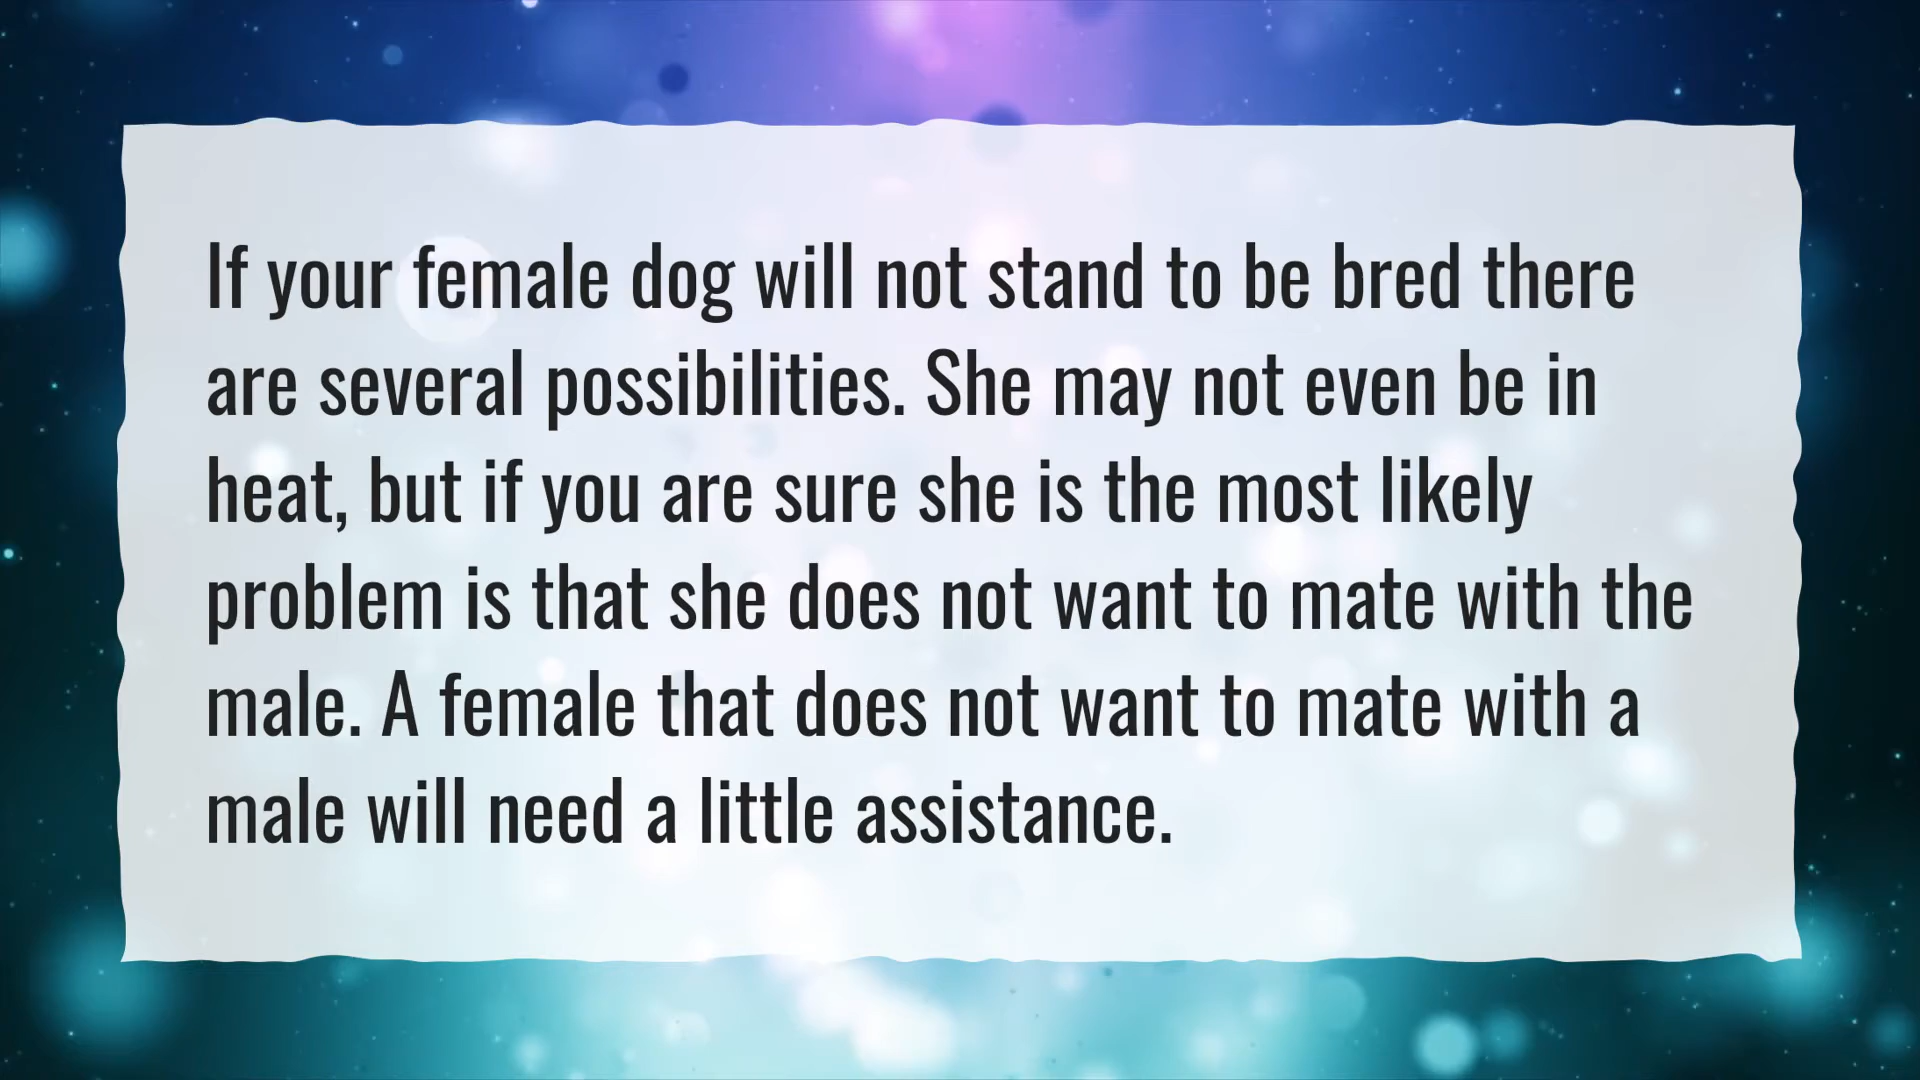 If your female dog will not stand to be bred there
are several possibilities. She may not even be in
heat, but if you are sure she is the most likely
problem is that she does not want to mate with the
male. A female that does not want to mate with a
male will need a little assistance.